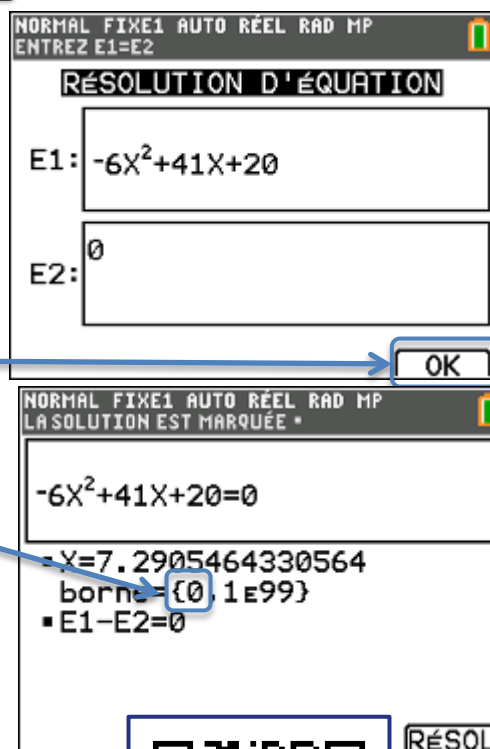 NORMAL FIXE1 AUTO RÉEL RAD MP
ENTREZ E1=E2
RÉSOLUTION D'ÉQUATION
E1: -6X²+41X+20
E2: 0
OK
NORMAL FIXE1 AUTO RÉEL RAD MP
LA SOLUTION EST MARQUÉE ▪
-6X²+41X+20=0
▪X=7.2905464330564
borne={0,1ᴇ99}
▪E1-E2=0
RÉSOL